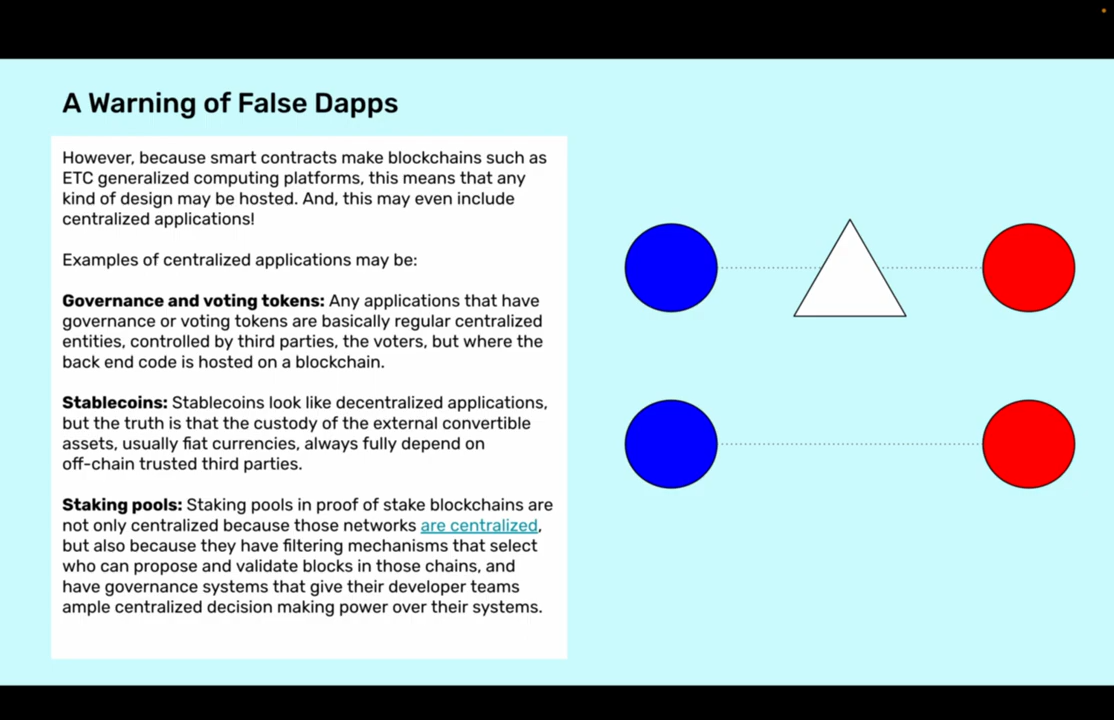 A Warning of False Dapps
However, because smart contracts make blockchains such as
ETC generalized computing platforms, this means that any
kind of design may be hosted. And, this may even include
centralized applications!
Examples of centralized applications may be:
Governance and voting tokens: Any applications that have
governance or voting tokens are basically regular centralized
entities, controlled by third parties, the voters, but where the
back end code is hosted on a blockchain.
Stablecoins: Stablecoins look like decentralized applications,
but the truth is that the custody of the external convertible
assets, usually fiat currencies, always fully depend on
off-chain trusted third parties.
Staking pools: Staking pools in proof of stake blockchains are
not only centralized because those networks are centralized,
but also because they have filtering mechanisms that select
who can propose and validate blocks in those chains, and
have governance systems that give their developer teams
ample centralized decision making power over their systems.